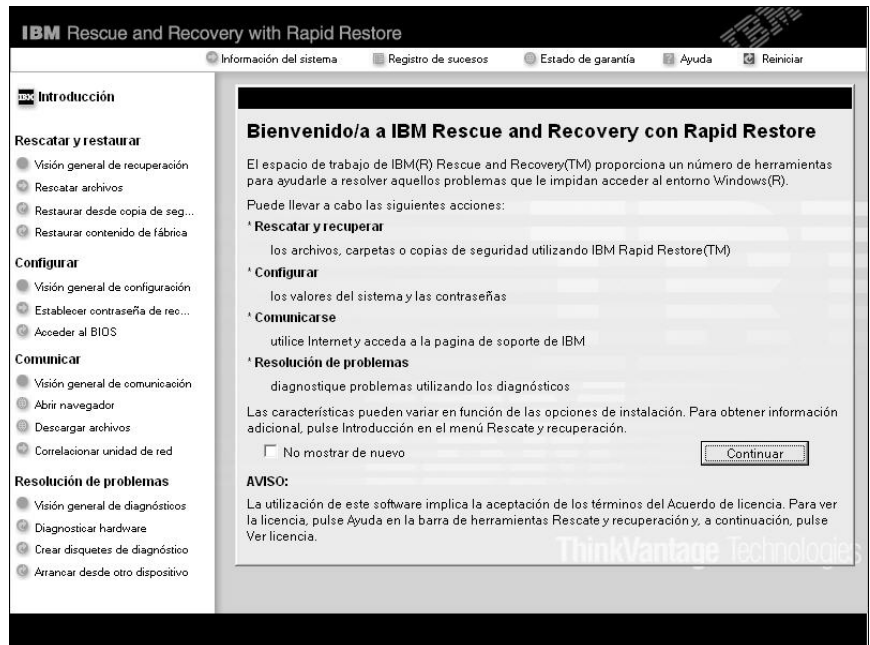 IBM Rescue and Recovery with Rapid Restore
IBM
Información del sistema
Registro de sucesos
Estado de garantía
Ayuda
Reiniciar
Introducción
Rescatar y restaurar
Visión general de recuperación
Rescatar archivos
Restaurar desde copia de seg...
Restaurar contenido de fábrica
Configurar
Visión general de configuración
Establecer contraseña de rec...
Acceder al BIOS
Comunicar
Visión general de comunicación
Abrir navegador
Descargar archivos
Correlacionar unidad de red
Resolución de problemas
Visión general de diagnósticos
Diagnosticar hardware
Crear disquetes de diagnóstico
Arrancar desde otro dispositivo
Bienvenido/a a IBM Rescue and Recovery con Rapid Restore
El espacio de trabajo de IBM(R) Rescue and Recovery(TM) proporciona un número de herramientas
para ayudarle a resolver aquellos problemas que le impidan acceder al entorno Windows(R).
Puede llevar a cabo las siguientes acciones:
* Rescatar y recuperar
los archivos, carpetas o copias de seguridad utilizando IBM Rapid Restore(TM)
* Configurar
los valores del sistema y las contraseñas
* Comunicarse
utilice Internet y acceda a la pagina de soporte de IBM
* Resolución de problemas
diagnostique problemas utilizando los diagnósticos
Las características pueden variar en función de las opciones de instalación. Para obtener información
adicional, pulse Introducción en el menú Rescate y recuperación.
No mostrar de nuevo
Continuar
AVISO:
La utilización de este software implica la aceptación de los términos del Acuerdo de licencia. Para ver
la licencia, pulse Ayuda en la barra de herramientas Rescate y recuperación y, a continuación, pulse
Ver licencia.
ThinkVantage Technologies